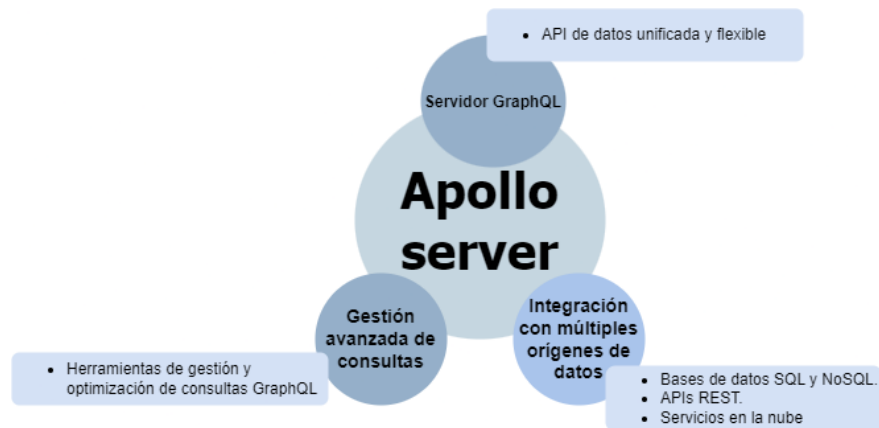 • API de datos unificada y flexible
Servidor GraphQL
Apollo
server
Gestión
avanzada de
consultas
• Herramientas de gestión y
optimización de consultas GraphQL
Integración
con múltiples
orígenes de
datos
• Bases de datos SQL y NoSQL.
• APIs REST.
• Servicios en la nube